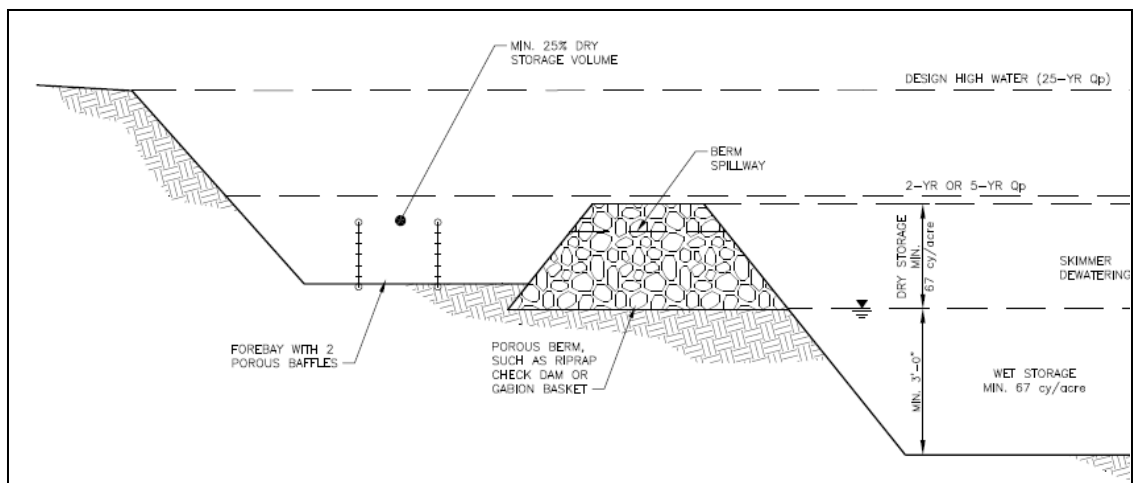 MIN. 25% DRY
STORAGE VOLUME
DESIGN HIGH WATER (25-YR Qp)
BERM
SPILLWAY
2-YR OR 5-YR Qp
DRY STORAGE
MIN.
67 cy/acre
SKIMMER
DEWATERING
FOREBAY WITH 2
POROUS BAFFLES
POROUS BERM,
SUCH AS RIPRAP
CHECK DAM OR
GABION BASKET
MIN. 3'-0"
WET STORAGE
MIN. 67 cy/acre